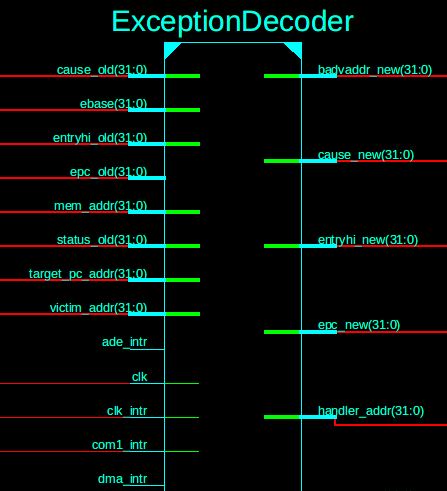 ExceptionDecoder
cause_old(31:0)
badvaddr_new(31:0)
ebase(31:0)
entryhi_old(31:0)
cause_new(31:0)
epc_old(31:0)
mem_addr(31:0)
status_old(31:0)
entryhi_new(31:0)
target_pc_addr(31:0)
victim_addr(31:0)
epc_new(31:0)
ade_intr
clk
clk_intr
handler_addr(31:0)
com1_intr
dma_intr